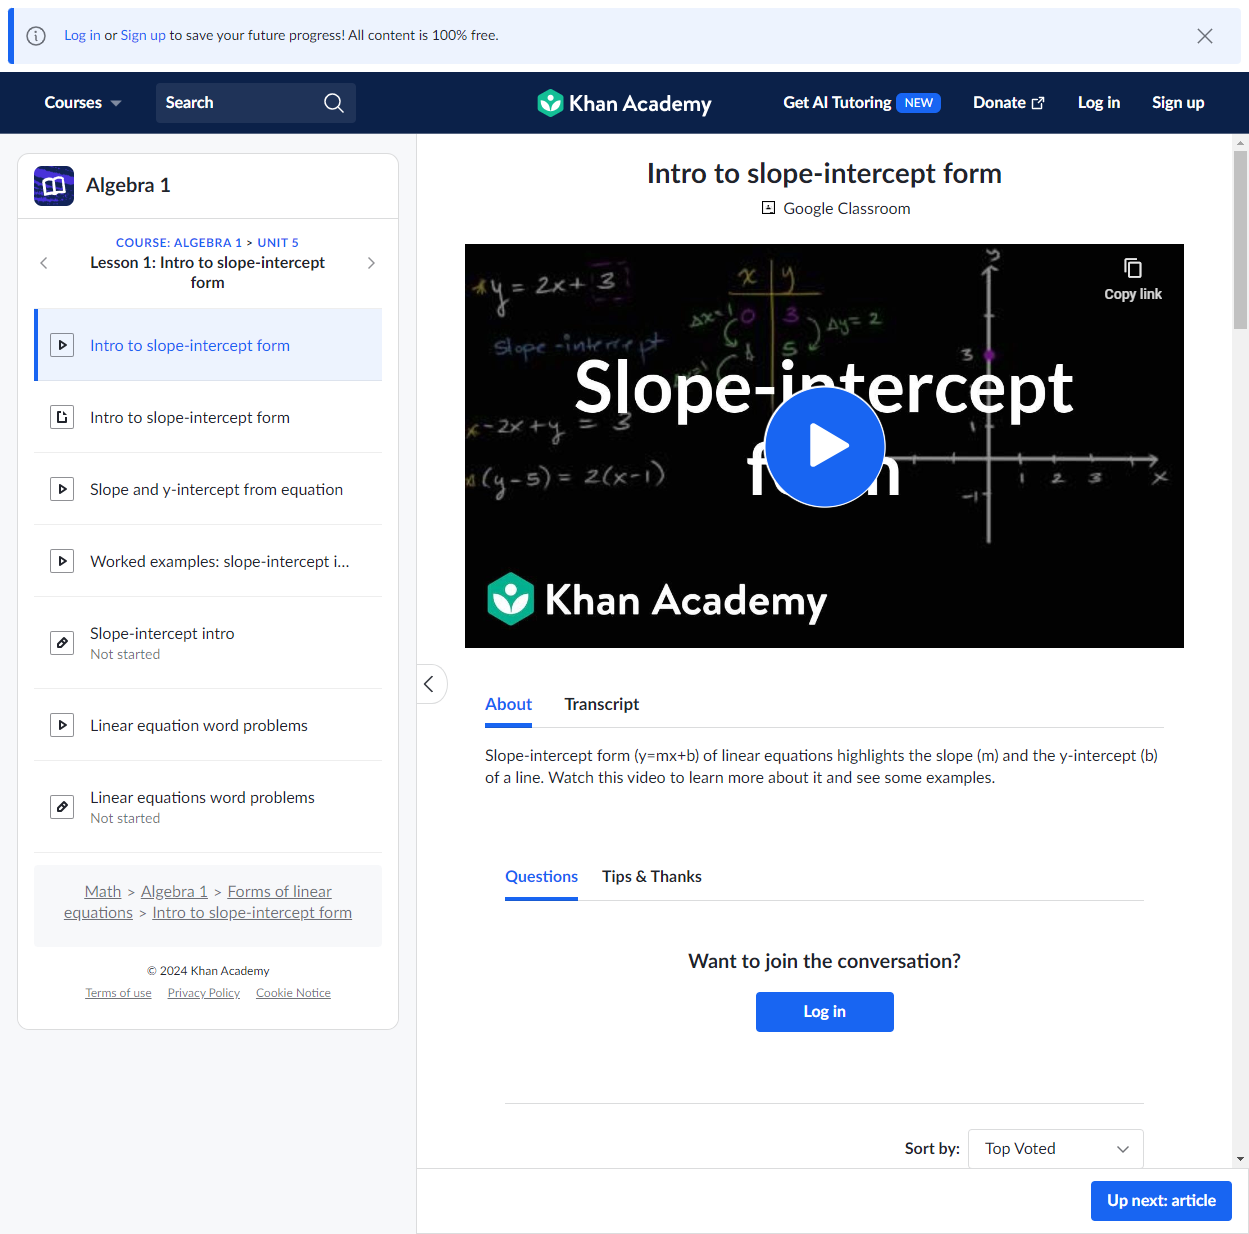 Log in or Sign up to save your future progress! All content is 100% free.
Courses
Search
Khan Academy
Get AI Tutoring NEW
Donate
Log in
Sign up
Algebra 1
COURSE: ALGEBRA 1 > UNIT 5
Lesson 1: Intro to slope-intercept
form
Intro to slope-intercept form
Intro to slope-intercept form
Slope and y-intercept from equation
Worked examples: slope-intercept i...
Slope-intercept intro
Not started
Linear equation word problems
Linear equations word problems
Not started
Math > Algebra 1 > Forms of linear
equations > Intro to slope-intercept form
© 2024 Khan Academy
Terms of use Privacy Policy Cookie Notice
Intro to slope-intercept form
Google Classroom
Copy link
y = 2x + 3
x y
Δx=1 0 3 Δy = 2
1 5
slope-intercept
Slope-intercept
-2x + y = 3
(y-5) = 2(x-1)
y
3
1
-1
1 2 3 x
Khan Academy
About Transcript
Slope-intercept form (y=mx+b) of linear equations highlights the slope (m) and the y-intercept (b)
of a line. Watch this video to learn more about it and see some examples.
Questions Tips & Thanks
Want to join the conversation?
Log in
Sort by: Top Voted
Up next: article